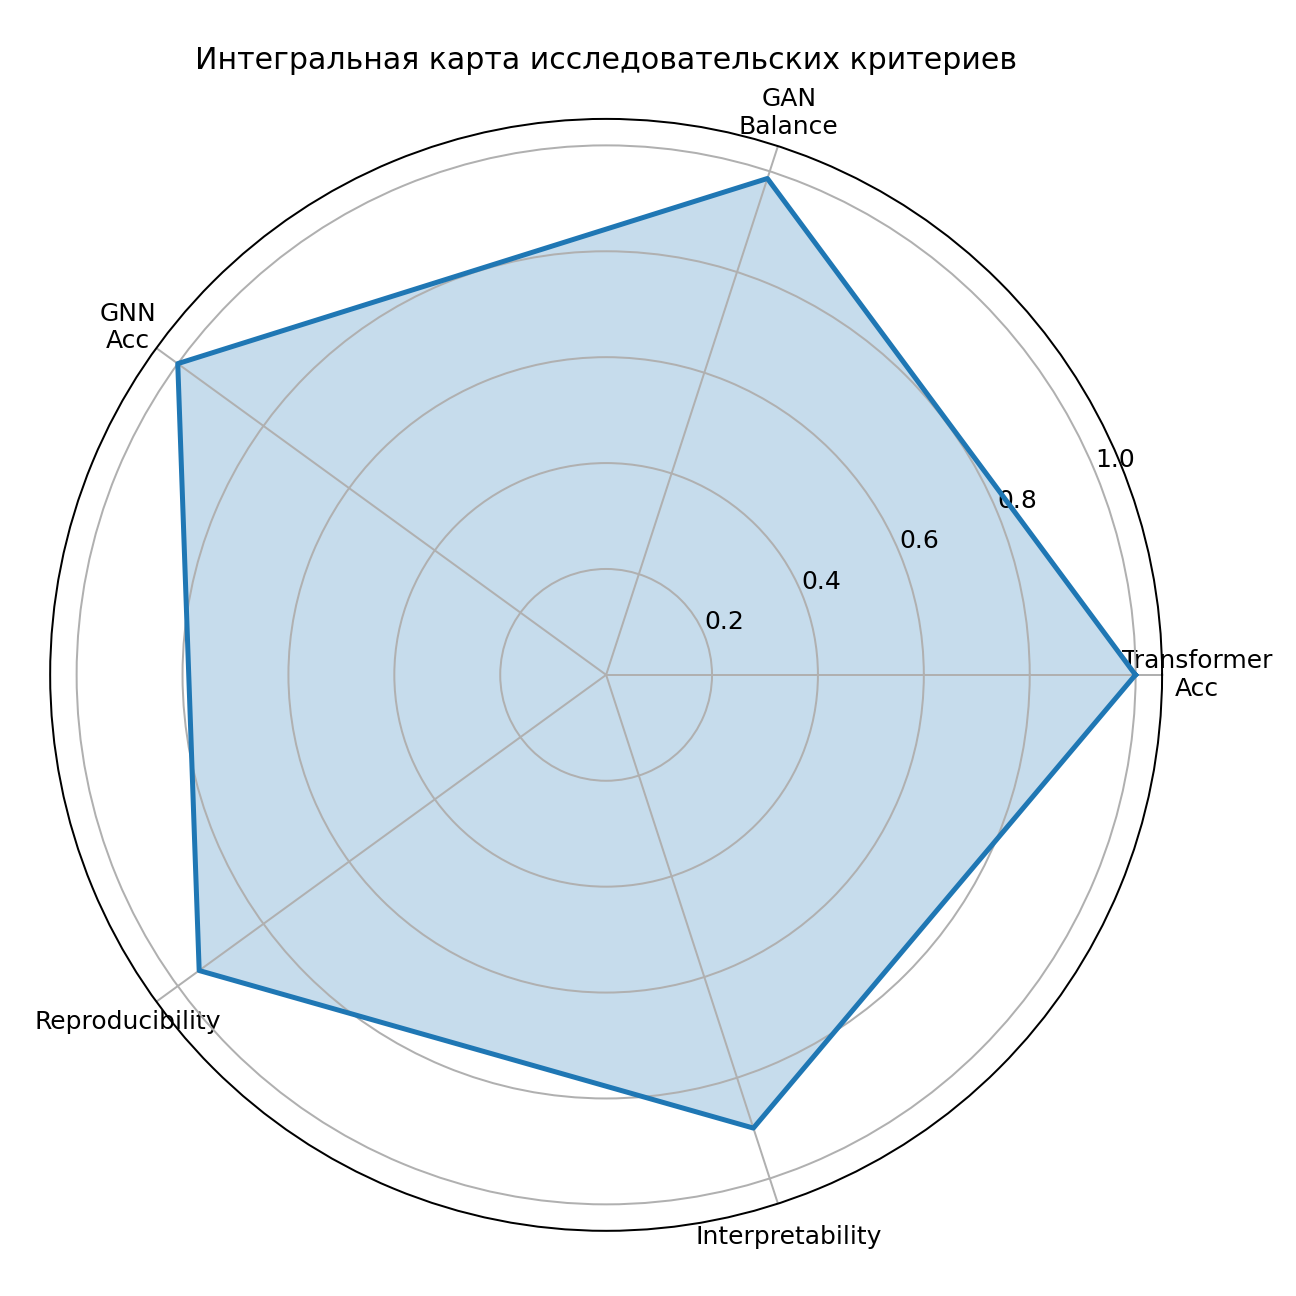 Интегральная карта исследовательских критериев
GAN
Balance
GNN
Acc
1.0
0.8
0.6
0.4
0.2
Transformer
Acc
Reproducibility
Interpretability